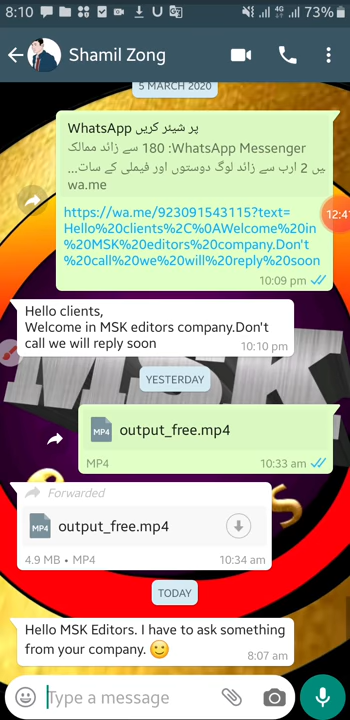 8:10
4G 73%
Shamil Zong
5 MARCH 2020
WhatsApp پر شیئر کریں
WhatsApp Messenger: 180 سے زائد ممالک
میں 2 ارب سے زائد لوگ دوستوں اور فیملی کے سات...
wa.me
https://wa.me/923091543115?text=
Hello%20clients%2C%0AWelcome%20in
%20MSK%20editors%20company.Don't
%20call%20we%20will%20reply%20soon
10:09 pm
Hello clients,
Welcome in MSK editors company.Don't
call we will reply soon
10:10 pm
YESTERDAY
MP4 output_free.mp4
MP4
10:33 am
Forwarded
MP4 output_free.mp4
4.9 MB • MP4
10:34 am
TODAY
Hello MSK Editors. I have to ask something
from your company. 🙂
8:07 am
Type a message